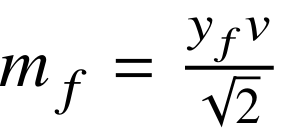 $m_f = \frac{y_f v}{\sqrt{2}}$